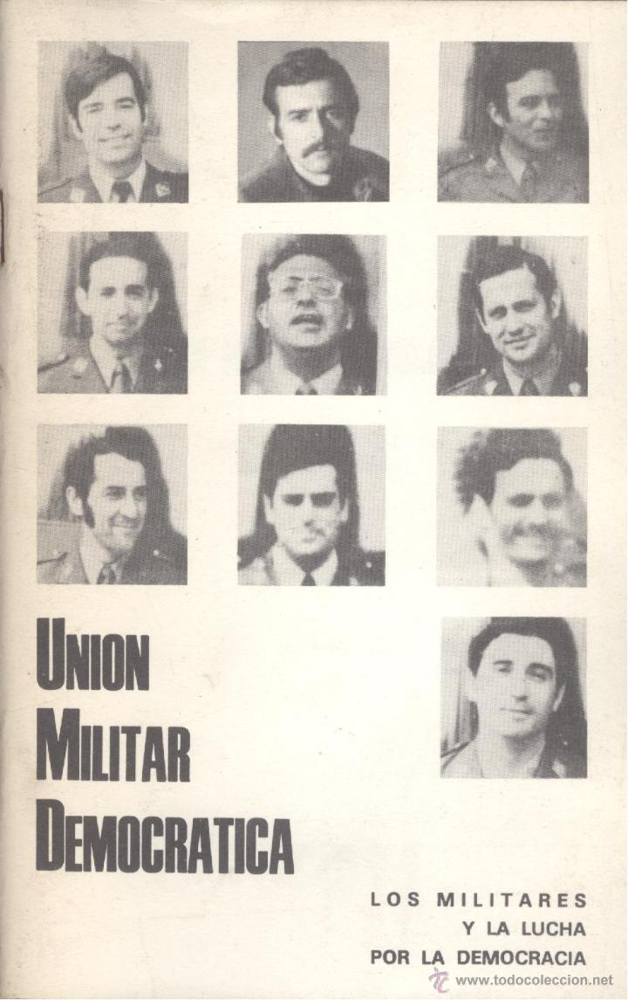 UNION
MILITAR
DEMOCRATICA
LOS MILITARES
Y LA LUCHA
POR LA DEMOCRACIA
www.todocoleccion.net